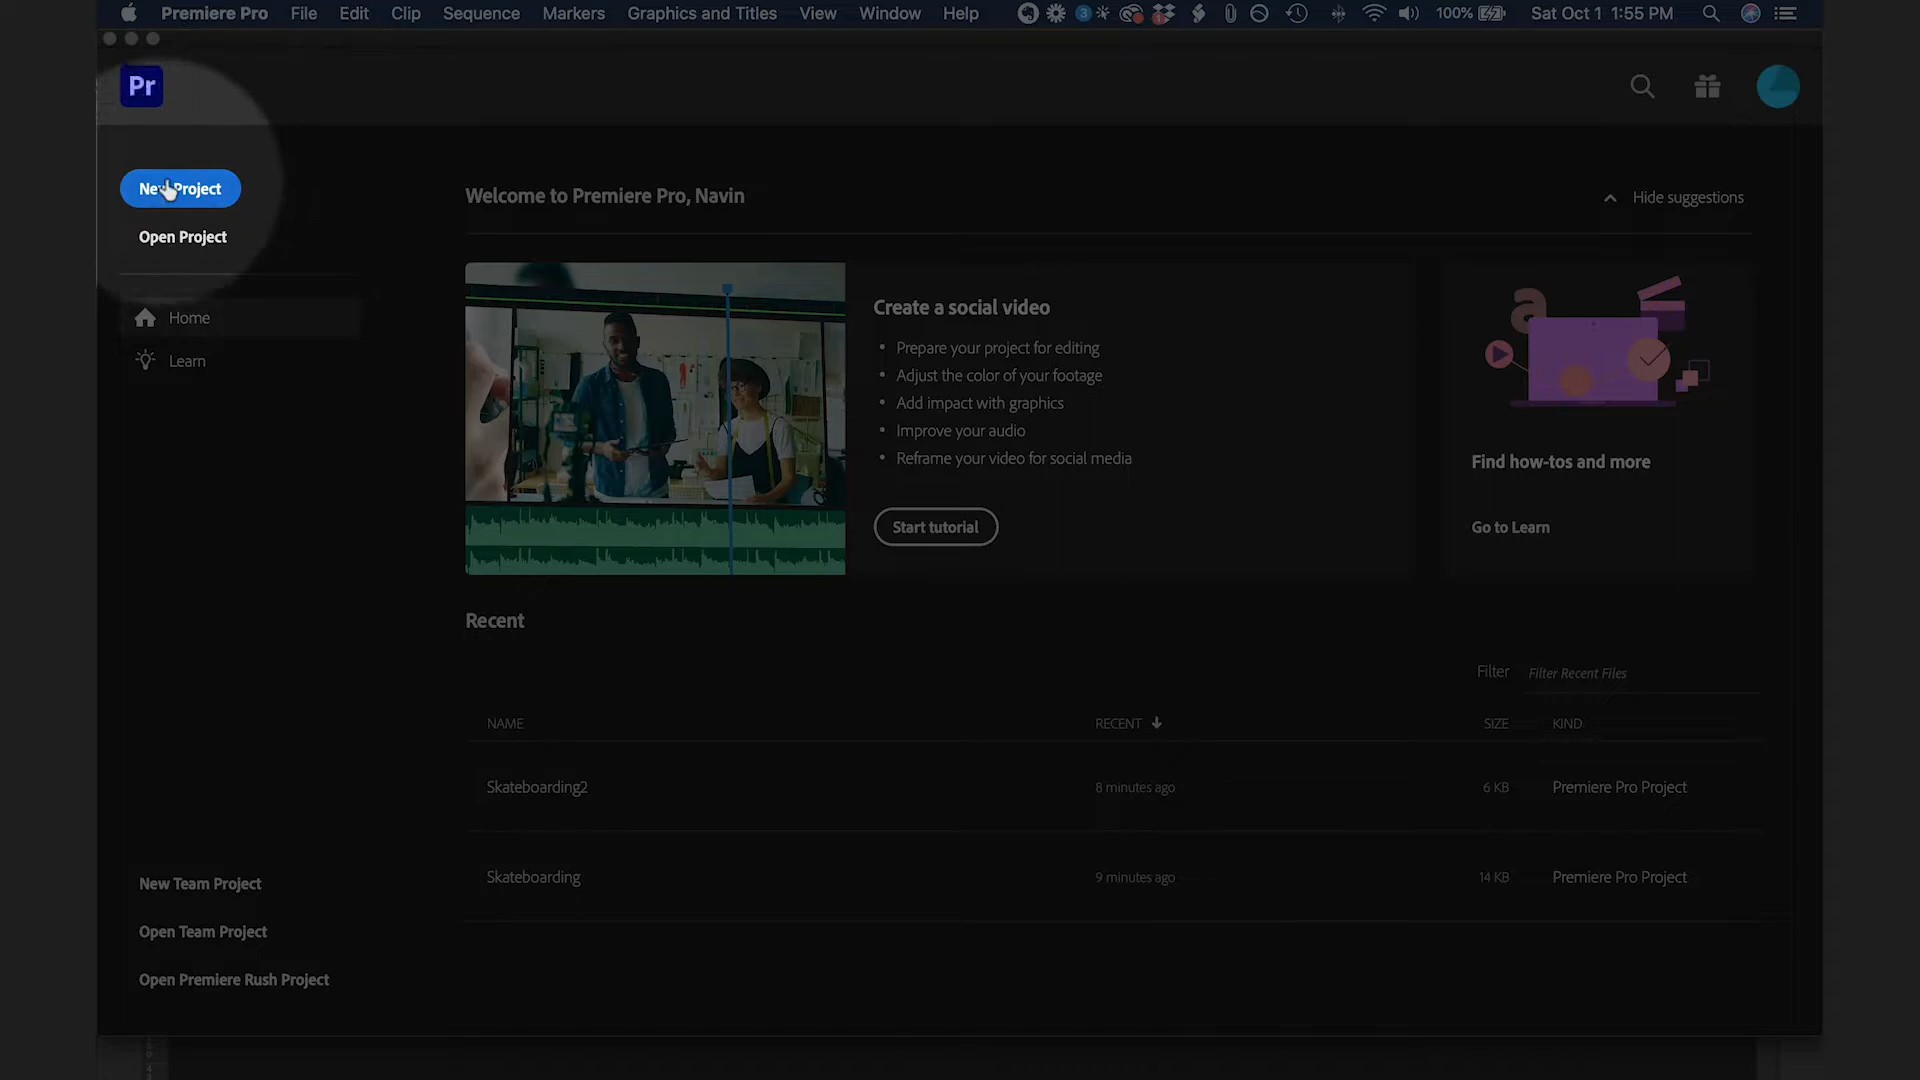 Premiere Pro File Edit Clip Sequence Markers Graphics and Titles View Window Help 3 1 100% Sat Oct 1 1:55 PM
Pr
New Project
Open Project
Home
Learn
Welcome to Premiere Pro, Navin
Hide suggestions
Create a social video
• Prepare your project for editing
• Adjust the color of your footage
• Add impact with graphics
• Improve your audio
• Reframe your video for social media
Start tutorial
a
Find how-tos and more
Go to Learn
Recent
Filter Filter Recent Files
NAME RECENT SIZE KIND
Skateboarding2 8 minutes ago 6 KB Premiere Pro Project
Skateboarding 9 minutes ago 14 KB Premiere Pro Project
New Team Project
Open Team Project
Open Premiere Rush Project